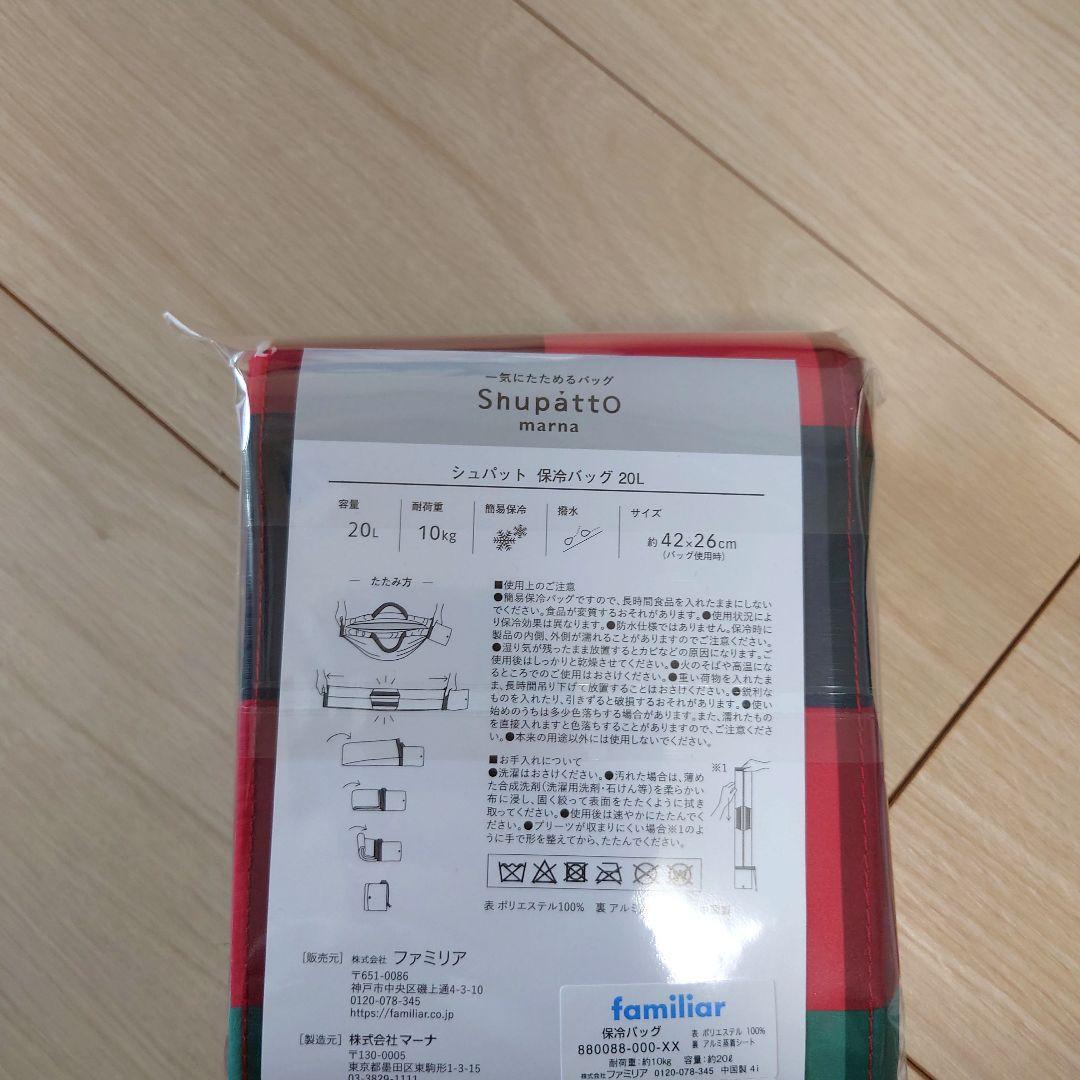 一気にたためるバッグ
Shupatto
marna
シュパット 保冷バッグ 20L
容量
20L
耐荷重
10kg
簡易保冷
撥水
サイズ
約42×26cm
(バッグ使用時)
たたみ方
■使用上のご注意
●簡易保冷バッグですので、長時間食品を入れたままにしない
でください。食品が変質するおそれがあります。●使用状況によ
り保冷効果は異なります。●防水仕様ではありません。保冷時に
製品の内側、外側が濡れることがありますのでご注意ください。
●湿り気が残ったまま放置するとカビなどの原因になります。ご
使用後はしっかりと乾燥させてください。●火のそばや高温にな
るところでのご使用はおさけください。●重い荷物を入れたま
ま、長時間吊り下げて放置することはおさけください。●鋭利な
ものを入れたり、引きずると破損するおそれがあります。●使い
始めのうちは多少色落ちする場合があります。また、濡れたもの
を直接入れますと色落ちすることがありますので、ご注意くださ
い。●本来の用途以外には使用しないでください。
■お手入れについて
●洗濯はおさけください。●汚れた場合は、薄め
た合成洗剤(洗濯用洗剤・石けん等)を柔らかい
布に浸し、固く絞って表面をたたくように拭き
取ってください。●使用後は速やかにたたんでく
ださい。●プリーツが収まりにくい場合※1のよ
うに手で形を整えてから、たたんでください。
※1
表 ポリエステル100% 裏 アルミ
[販売元] 株式会社 ファミリア
〒651-0086
神戸市中央区磯上通4-3-10
0120-078-345
https://familiar.co.jp
[製造元] 株式会社マーナ
〒130-0005
東京都墨田区東駒形1-3-15
03-3829-1111
familiar
保冷バッグ
880088-000-XX
表 ポリエステル 100%
裏 アルミ蒸着シート
耐荷重:約10kg 容量:約20ℓ
株式会社ファミリア 0120-078-345 中国製 4i